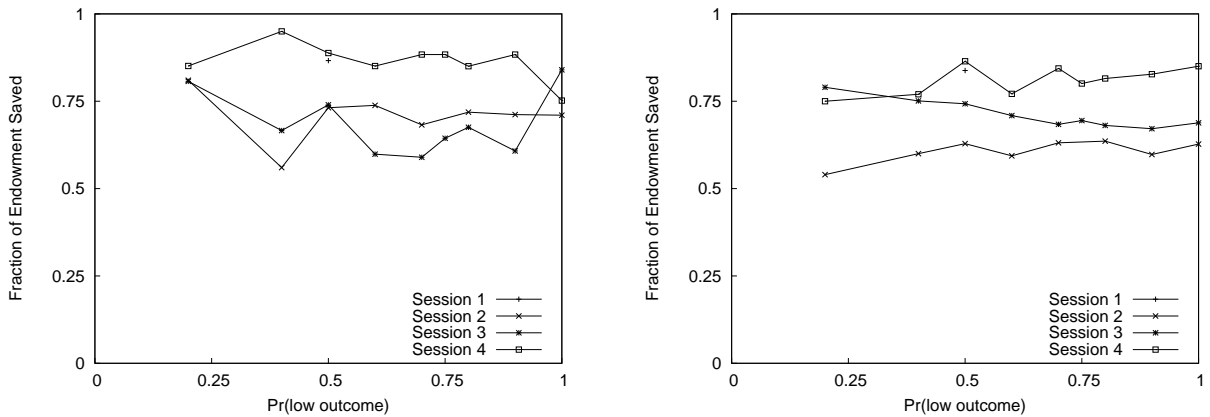 Fraction of Endowment Saved
1
0.75
0.5
0.25
0
0 0.25 0.5 0.75 1
Pr(low outcome)
Session 1
Session 2
Session 3
Session 4
Fraction of Endowment Saved
1
0.75
0.5
0.25
0
0 0.25 0.5 0.75 1
Pr(low outcome)
Session 1
Session 2
Session 3
Session 4